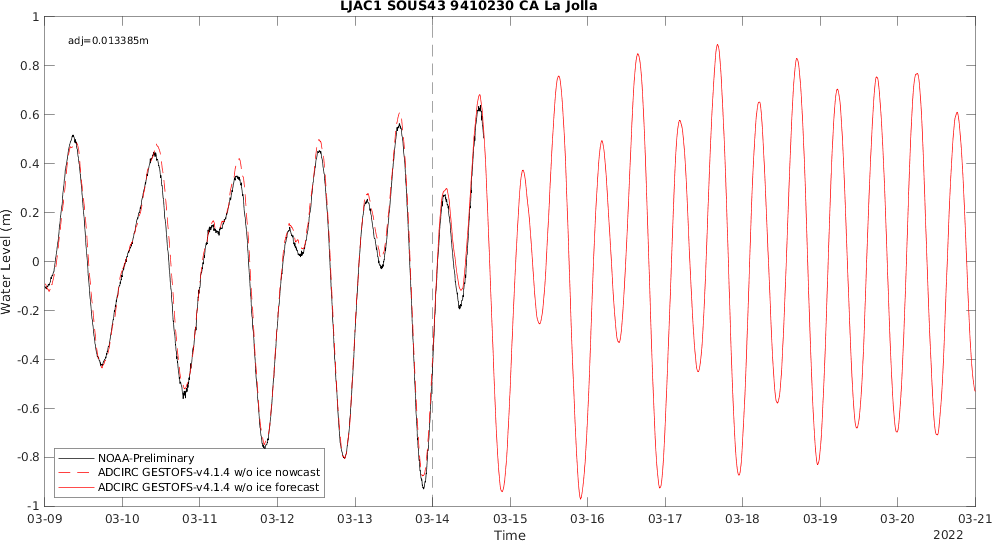 LJAC1 SOUS43 9410230 CA La Jolla
adj=0.013385m
1
0.8
0.6
0.4
0.2
0
-0.2
-0.4
-0.6
-0.8
-1
Water Level (m)
NOAA-Preliminary
ADCIRC GESTOFS-v4.1.4 w/o ice nowcast
ADCIRC GESTOFS-v4.1.4 w/o ice forecast
03-09 03-10 03-11 03-12 03-13 03-14 03-15 03-16 03-17 03-18 03-19 03-20 03-21
Time
2022